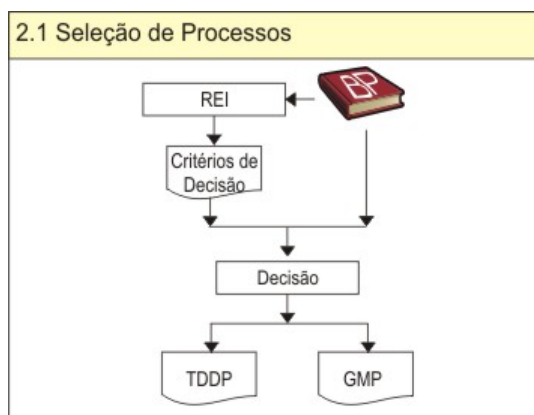 2.1 Seleção de Processos
REI
BP
Critérios de
Decisão
Decisão
TDDP
GMP